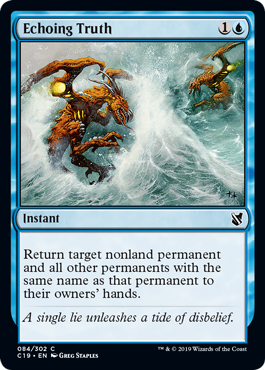 Echoing Truth 1
Instant
Return target nonland permanent
and all other permanents with the
same name as that permanent to
their owners' hands.
A single lie unleashes a tide of disbelief.
084/302 C
C19 • EN Greg Staples
™ & © 2019 Wizards of the Coast